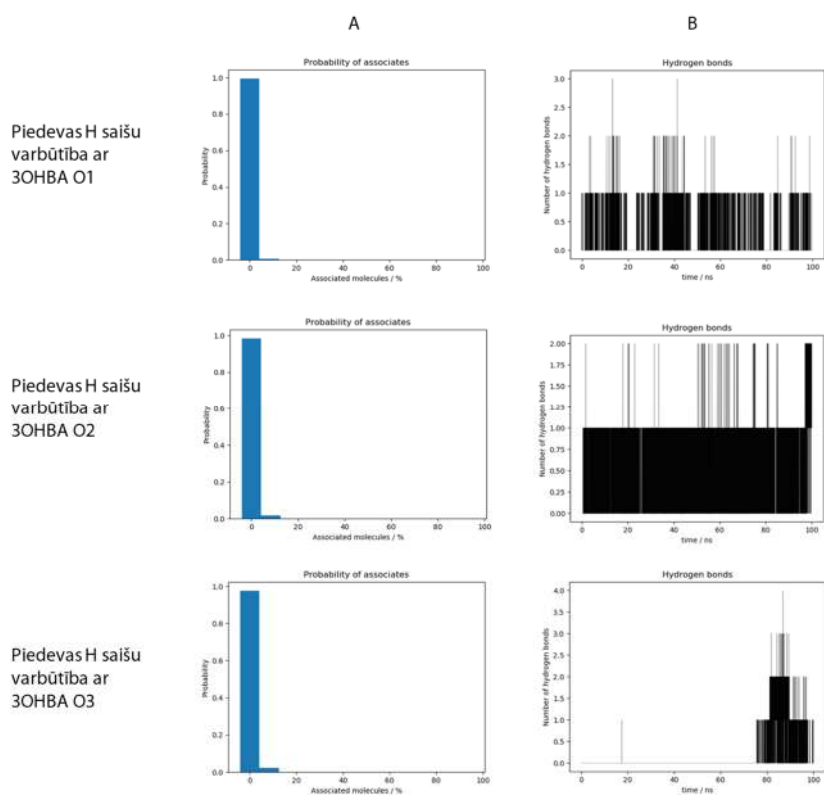 A
B
Piedevas H saišu
varbūtība ar
3OHBA O1
Probability of associates
Probability
1.0
0.8
0.6
0.4
0.2
0.0
0 20 40 60 80 100
Associated molecules / %
Hydrogen bonds
Number of hydrogen bonds
3.0
2.5
2.0
1.5
1.0
0.5
0.0
0 20 40 60 80 100
time / ns
Piedevas H saišu
varbūtība ar
3OHBA O2
Probability of associates
Probability
1.0
0.8
0.6
0.4
0.2
0.0
0 20 40 60 80 100
Associated molecules / %
Hydrogen bonds
Number of hydrogen bonds
2.00
1.75
1.50
1.25
1.00
0.75
0.50
0.25
0.00
0 20 40 60 80 100
time / ns
Piedevas H saišu
varbūtība ar
3OHBA O3
Probability of associates
Probability
1.0
0.8
0.6
0.4
0.2
0.0
0 20 40 60 80 100
Associated molecules / %
Hydrogen bonds
Number of hydrogen bonds
4.0
3.5
3.0
2.5
2.0
1.5
1.0
0.5
0.0
0 20 40 60 80 100
time / ns